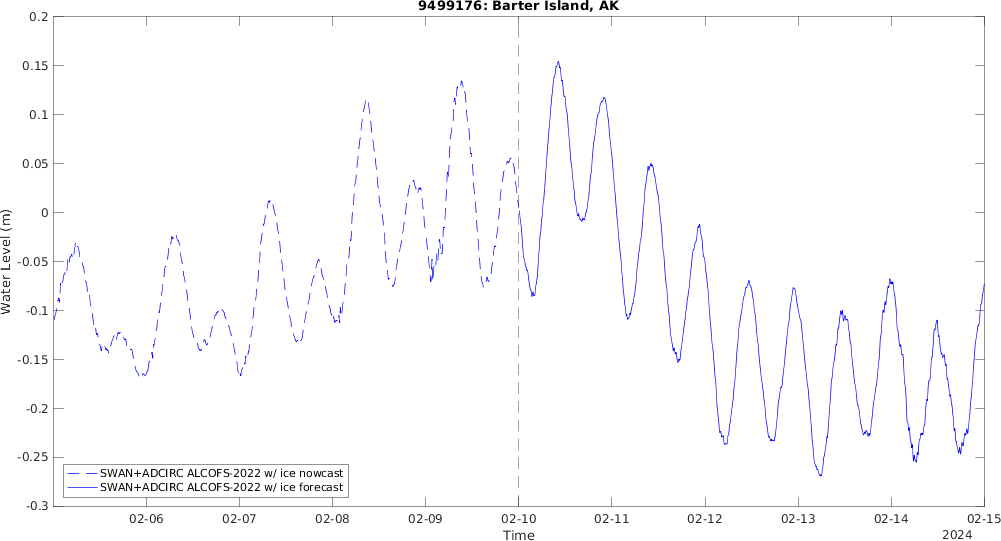 9499176: Barter Island, AK
0.2
0.15
0.1
0.05
0
-0.05
-0.1
-0.15
-0.2
-0.25
-0.3
Water Level (m)
SWAN+ADCIRC ALCOFS-2022 w/ ice nowcast
SWAN+ADCIRC ALCOFS-2022 w/ ice forecast
02-06 02-07 02-08 02-09 02-10 02-11 02-12 02-13 02-14 02-15
Time
2024